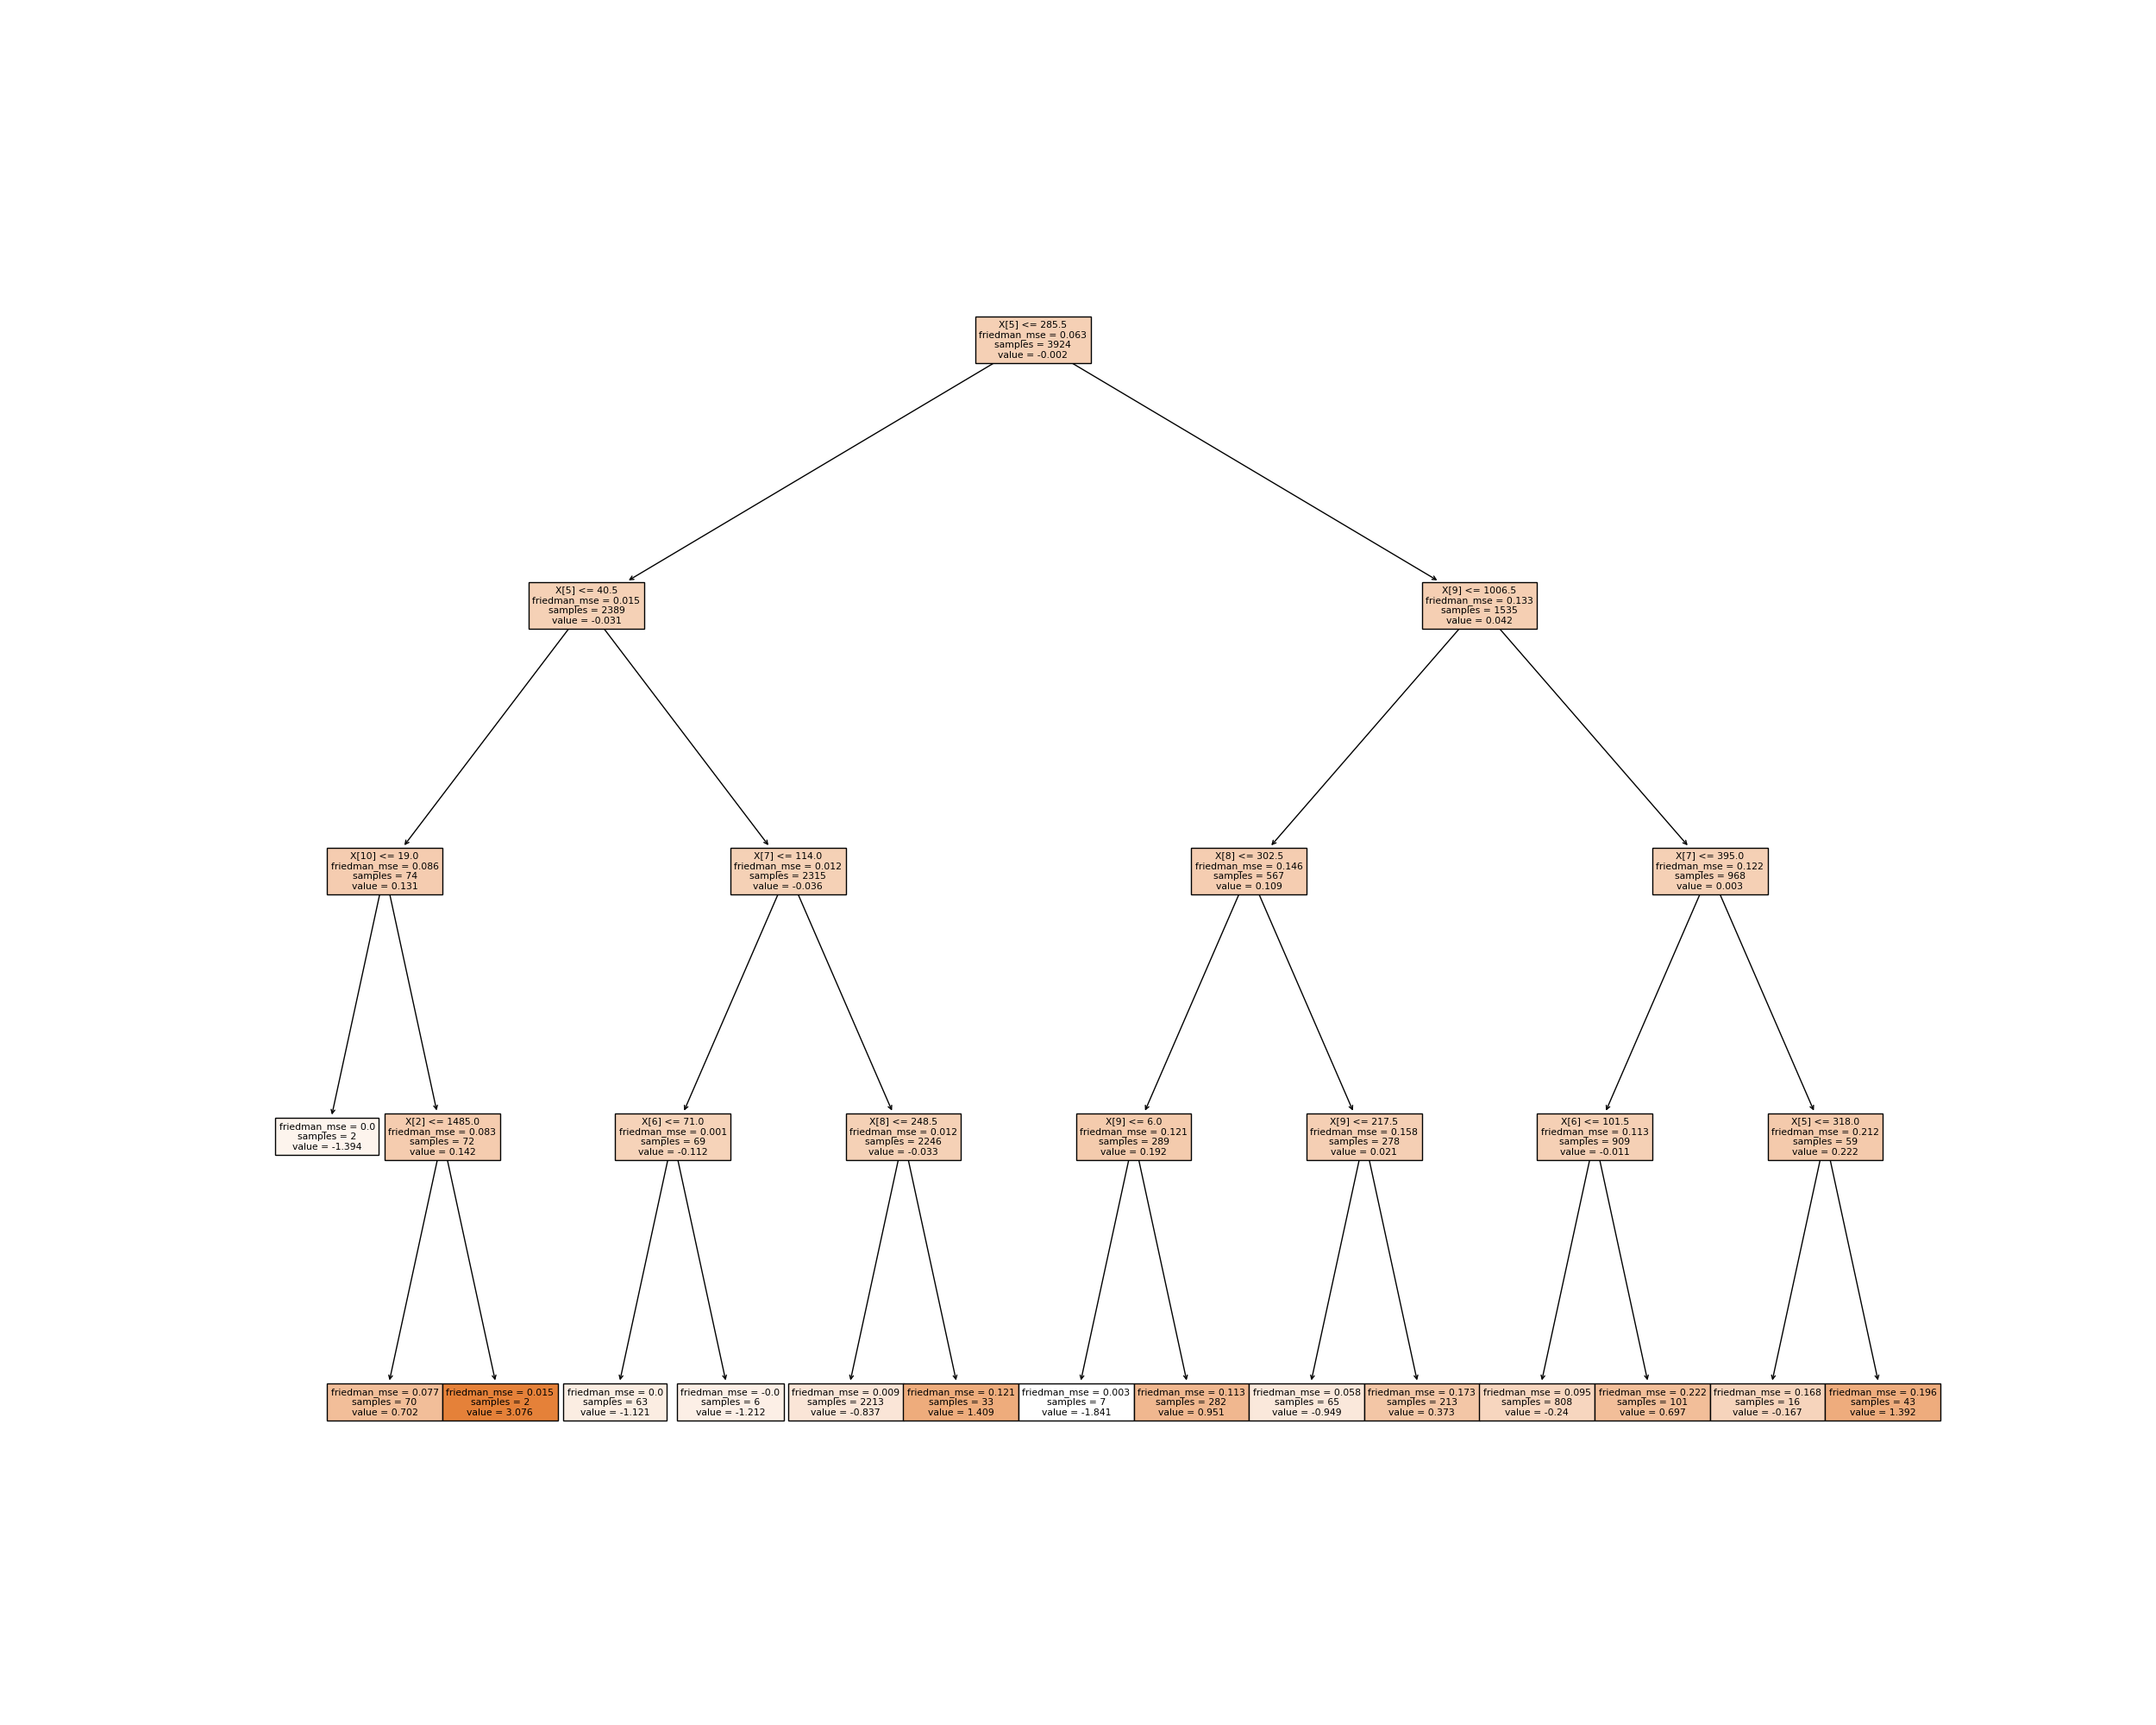 X[5] <= 285.5
friedman_mse = 0.063
samples = 3924
value = -0.002
X[5] <= 40.5
friedman_mse = 0.015
samples = 2389
value = -0.031
X[9] <= 1006.5
friedman_mse = 0.133
samples = 1535
value = 0.042
X[10] <= 19.0
friedman_mse = 0.086
samples = 74
value = 0.131
X[7] <= 114.0
friedman_mse = 0.012
samples = 2315
value = -0.036
X[8] <= 302.5
friedman_mse = 0.146
samples = 567
value = 0.109
X[7] <= 395.0
friedman_mse = 0.122
samples = 968
value = 0.003
friedman_mse = 0.0
samples = 2
value = -1.394
X[2] <= 1485.0
friedman_mse = 0.083
samples = 72
value = 0.142
X[6] <= 71.0
friedman_mse = 0.001
samples = 69
value = -0.112
X[8] <= 248.5
friedman_mse = 0.012
samples = 2246
value = -0.033
X[9] <= 6.0
friedman_mse = 0.121
samples = 289
value = 0.192
X[9] <= 217.5
friedman_mse = 0.158
samples = 278
value = 0.021
X[6] <= 101.5
friedman_mse = 0.113
samples = 909
value = -0.011
X[5] <= 318.0
friedman_mse = 0.212
samples = 59
value = 0.222
friedman_mse = 0.077
samples = 70
value = 0.702
friedman_mse = 0.015
samples = 2
value = 3.076
friedman_mse = 0.0
samples = 63
value = -1.121
friedman_mse = -0.0
samples = 6
value = -1.212
friedman_mse = 0.009
samples = 2213
value = -0.837
friedman_mse = 0.121
samples = 33
value = 1.409
friedman_mse = 0.003
samples = 7
value = -1.841
friedman_mse = 0.113
samples = 282
value = 0.951
friedman_mse = 0.058
samples = 65
value = -0.949
friedman_mse = 0.173
samples = 213
value = 0.373
friedman_mse = 0.095
samples = 808
value = -0.24
friedman_mse = 0.222
samples = 101
value = 0.697
friedman_mse = 0.168
samples = 16
value = -0.167
friedman_mse = 0.196
samples = 43
value = 1.392